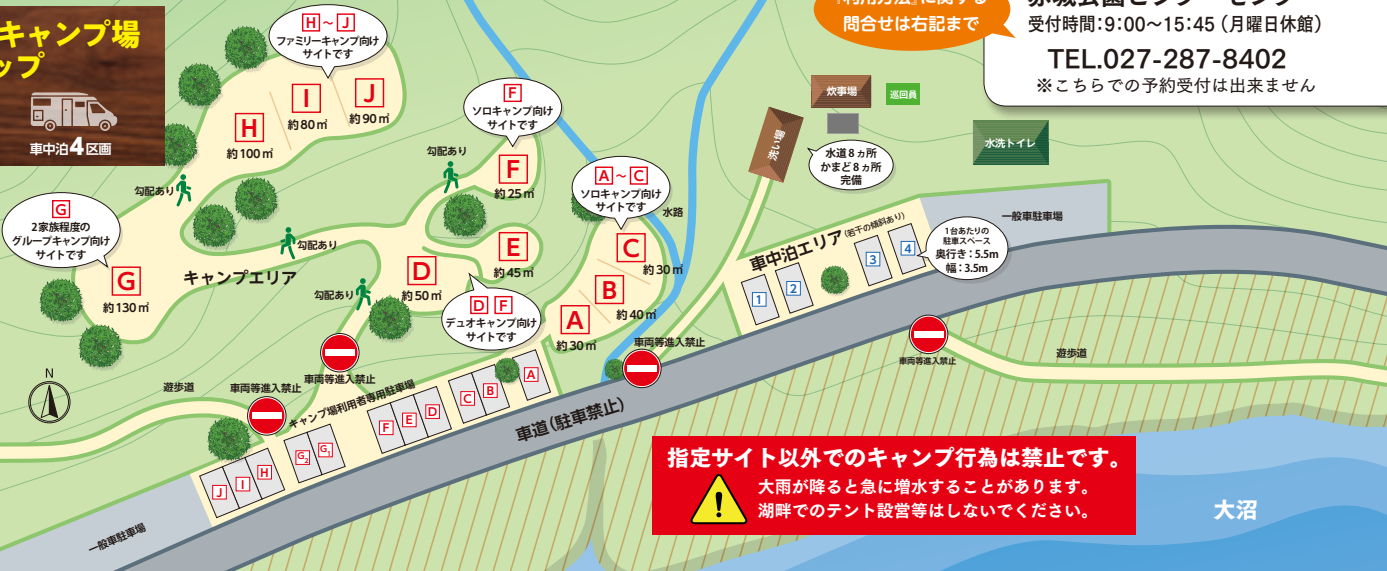 キャンプ場
ップ
車中泊4区画
H～J
ファミリーキャンプ向け
サイトです
H
約100㎡
I
約80㎡
J
約90㎡
『利用方法』に関する
問合せは右記まで
受付時間：9:00～15:45（月曜日休館）
TEL.027-287-8402
※こちらでの予約受付は出来ません
炊事場
巡回員
洗い場
水道8ヵ所
かまど8ヵ所
完備
水洗トイレ
F
ソロキャンプ向け
サイトです
勾配あり
F
約25㎡
A～C
ソロキャンプ向け
サイトです
水路
勾配あり
G
2家族程度の
グループキャンプ向け
サイトです
G
約130㎡
キャンプエリア
勾配あり
勾配あり
D
約50㎡
E
約45㎡
D F
デュオキャンプ向け
サイトです
C
約30㎡
B
約40㎡
A
約30㎡
車中泊エリア（若干の傾斜あり）
1
2
3
4
一般車駐車場
1台あたりの
駐車スペース
奥行き：5.5m
幅：3.5m
車両等進入禁止
車両等進入禁止
遊歩道
N
遊歩道
車両等進入禁止
車両等進入禁止
キャンプ場利用者専用駐車場
J
I
H
G2
G1
F
E
D
C
B
A
車道（駐車禁止）
一般車駐車場
指定サイト以外でのキャンプ行為は禁止です。
大雨が降ると急に増水することがあります。
湖畔でのテント設営等はしないでください。
大沼